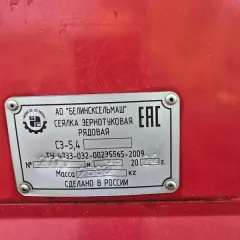 АО "БЕЛИНСКСЕЛЬМАШ"
СЕЯЛКА ЗЕРНОТУКОВАЯ
РЯДОВАЯ
ЕАС
СЗ-5,4
ТУ 4733-032-00235565-2009
№ 20
Масса кг
СДЕЛАНО В РОССИИ